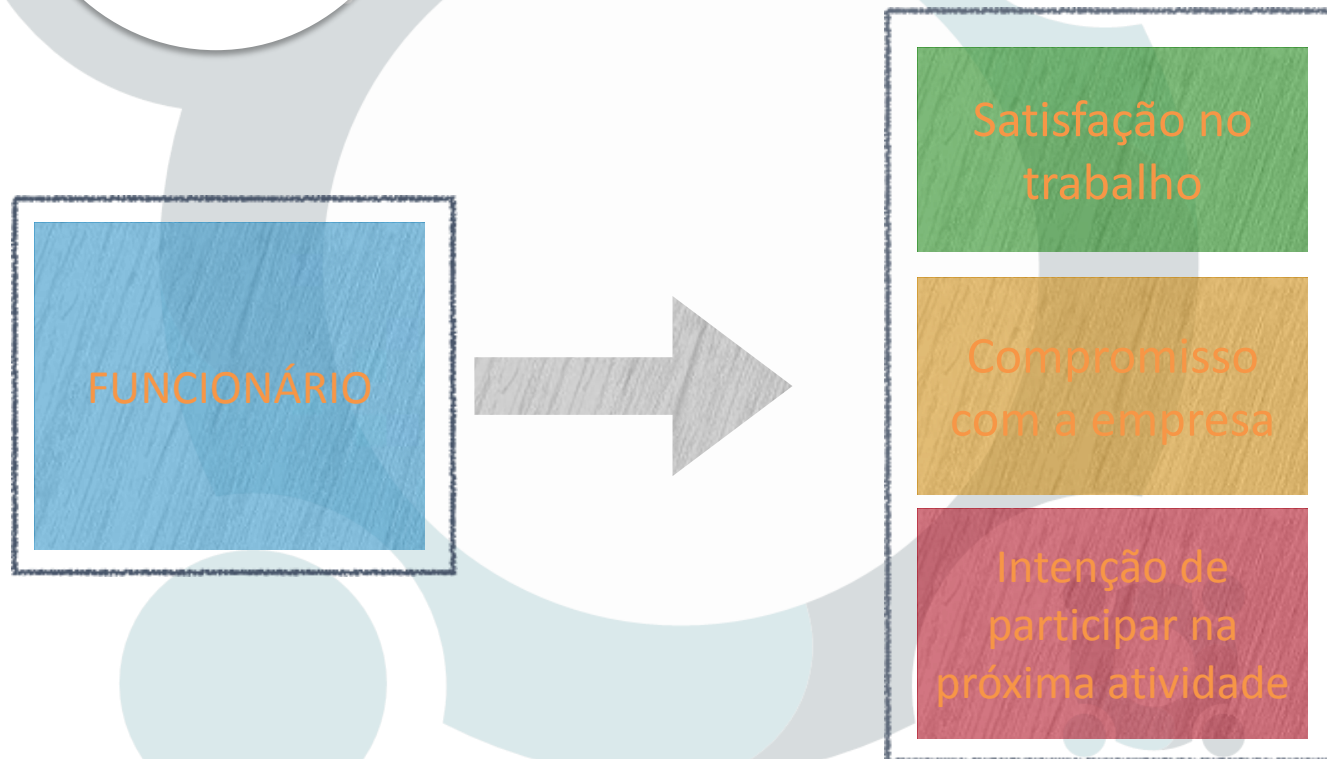 FUNCIONÁRIO
Satisfação no
trabalho
Compromisso
com a empresa
Intenção de
participar na
próxima atividade